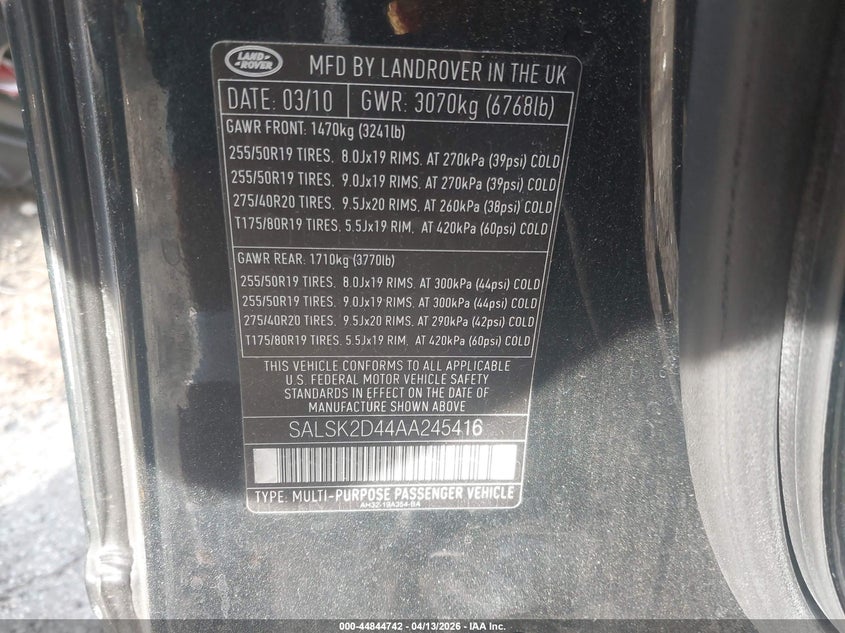 LAND ROVER
MFD BY LANDROVER IN THE UK
DATE: 03/10 GWR: 3070kg (6768lb)
GAWR FRONT: 1470kg (3241lb)
255/50R19 TIRES. 8.0Jx19 RIMS. AT 270kPa (39psi) COLD
255/50R19 TIRES. 9.0Jx19 RIMS. AT 270kPa (39psi) COLD
275/40R20 TIRES. 9.5Jx20 RIMS. AT 260kPa (38psi) COLD
T175/80R19 TIRES. 5.5Jx19 RIM. AT 420kPa (60psi) COLD
GAWR REAR: 1710kg (3770lb)
255/50R19 TIRES. 8.0Jx19 RIMS. AT 300kPa (44psi) COLD
255/50R19 TIRES. 9.0Jx19 RIMS. AT 300kPa (44psi) COLD
275/40R20 TIRES. 9.5Jx20 RIMS. AT 290kPa (42psi) COLD
T175/80R19 TIRES. 5.5Jx19 RIM. AT 420kPa (60psi) COLD
THIS VEHICLE CONFORMS TO ALL APPLICABLE
U.S. FEDERAL MOTOR VEHICLE SAFETY
STANDARDS IN EFFECT ON THE DATE OF
MANUFACTURE SHOWN ABOVE
SALSK2D44AA245416
TYPE: MULTI-PURPOSE PASSENGER VEHICLE
AH32-19A354-BA
000-44844742 - 04/13/2026 - IAA Inc.